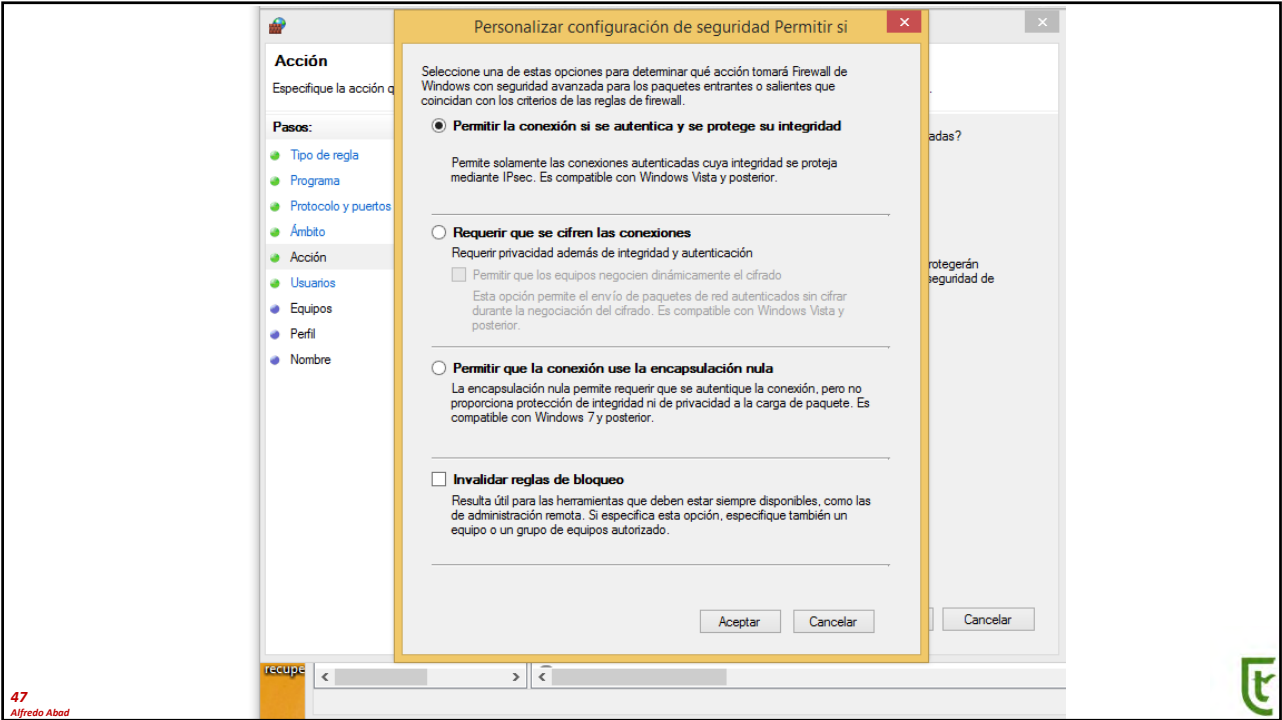 Personalizar configuración de seguridad Permitir si
Acción
Especifique la acción q
Pasos:
Tipo de regla
Programa
Protocolo y puertos
Ámbito
Acción
Usuarios
Equipos
Perfil
Nombre
Seleccione una de estas opciones para determinar qué acción tomará Firewall de
Windows con seguridad avanzada para los paquetes entrantes o salientes que
coincidan con los criterios de las reglas de firewall.
Permitir la conexión si se autentica y se protege su integridad
Permite solamente las conexiones autenticadas cuya integridad se proteja
mediante IPsec. Es compatible con Windows Vista y posterior.
Requerir que se cifren las conexiones
Requerir privacidad además de integridad y autenticación
Permitir que los equipos negocien dinámicamente el cifrado
Esta opción permite el envío de paquetes de red autenticados sin cifrar
durante la negociación del cifrado. Es compatible con Windows Vista y
posterior.
Permitir que la conexión use la encapsulación nula
La encapsulación nula permite requerir que se autentique la conexión, pero no
proporciona protección de integridad ni de privacidad a la carga de paquete. Es
compatible con Windows 7 y posterior.
Invalidar reglas de bloqueo
Resulta útil para las herramientas que deben estar siempre disponibles, como las
de administración remota. Si especifica esta opción, especifique también un
equipo o un grupo de equipos autorizado.
Aceptar
Cancelar
adas?
rotegerán
seguridad de
Cancelar
recupe
47
Alfredo Abad